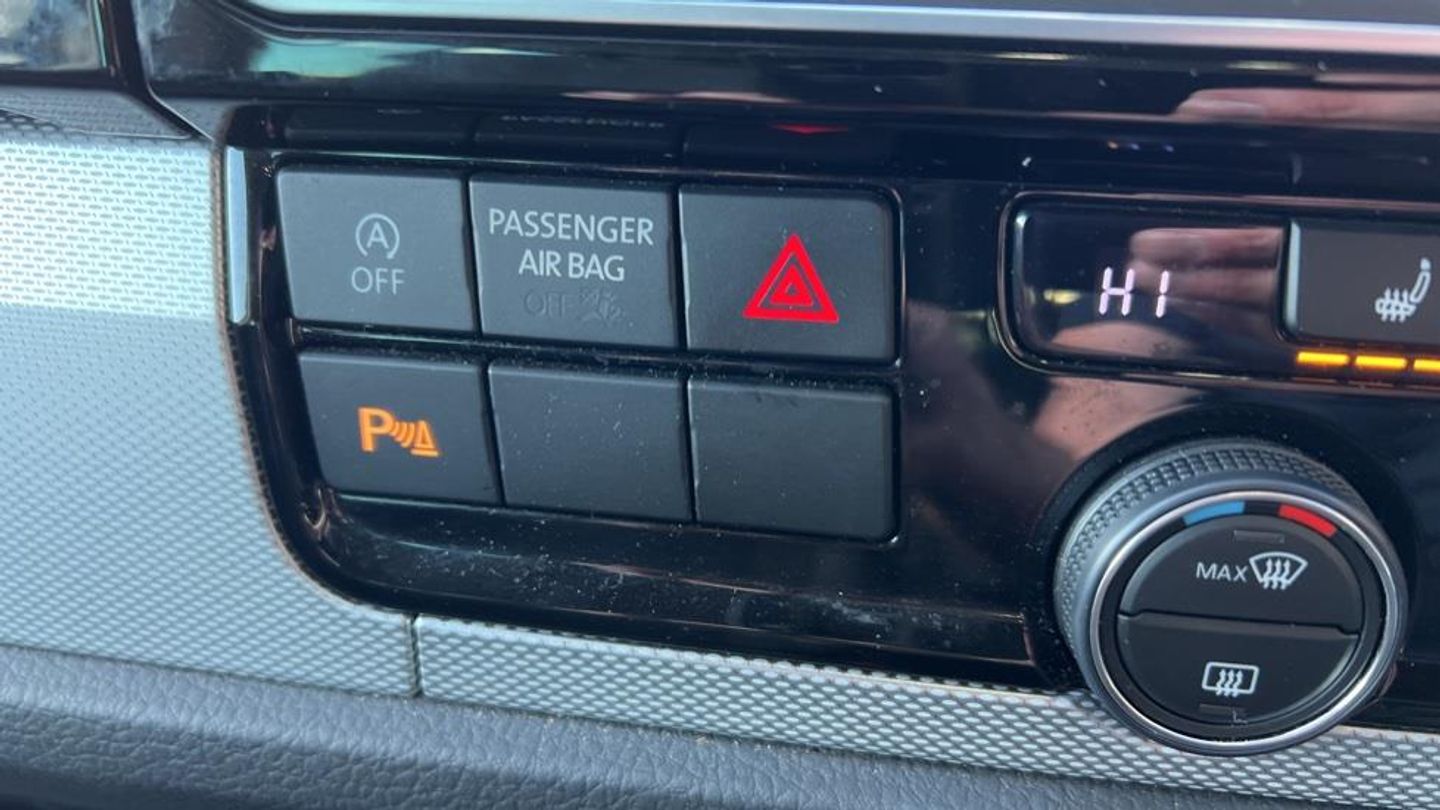 A
OFF
PASSENGER
AIR BAG
OFF
HI
P
MAX